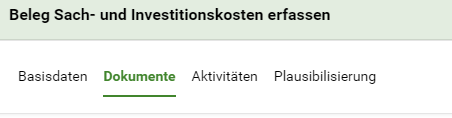 Beleg Sach- und Investitionskosten erfassen
Basisdaten Dokumente Aktivitäten Plausibilisierung